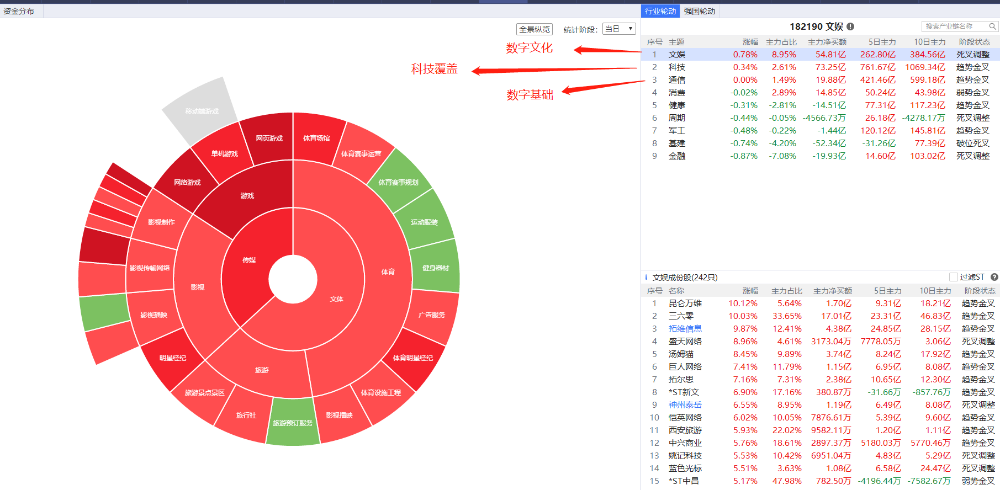 资金分布
行业轮动 强国轮动
全景纵览 统计阶段: 当日
182190 文娱
搜索产业链名称
数字文化
科技覆盖
数字基础
序号 主题 涨幅 主力占比 主力净买额 5日主力 10日主力 阶段状态
1 文娱 0.78% 8.95% 54.81亿 262.80亿 384.56亿 死叉调整
2 科技 0.34% 2.61% 73.25亿 761.67亿 1069.34亿 趋势金叉
3 通信 0.00% 1.49% 19.88亿 421.46亿 599.18亿 趋势金叉
4 消费 -0.02% 2.89% 14.85亿 50.24亿 43.98亿 弱势金叉
5 健康 -0.31% -2.81% -14.51亿 77.31亿 117.23亿 趋势金叉
6 周期 -0.44% -0.05% -4566.73万 26.18亿 -4278.17万 死叉调整
7 军工 -0.48% -0.22% -1.44亿 120.12亿 145.81亿 趋势金叉
8 基建 -0.74% -4.20% -52.34亿 -31.26亿 77.39亿 破位死叉
9 金融 -0.87% -7.08% -19.93亿 14.60亿 103.02亿 死叉调整
移动端游戏
网页游戏
体育场馆
单机游戏
体育赛事运营
网络游戏
体育赛事规划
游戏
影视制作
运动服装
传媒
影视传输网络
体育
健身器材
影视
文体
影视播映
广告服务
明星经纪
体育明星经纪
旅游
旅游景点景区
体育设施工程
旅行社
影视播映
旅游预订服务
文娱成份股(242只) 过滤ST
序号 名称 涨幅 主力占比 主力净买额 5日主力 10日主力 阶段状态
1 昆仑万维 10.12% 5.64% 1.70亿 9.31亿 18.21亿 趋势金叉
2 三六零 10.03% 33.65% 17.01亿 23.31亿 46.83亿 趋势金叉
3 拓维信息 9.87% 12.41% 4.38亿 24.85亿 28.15亿 趋势金叉
4 盛天网络 8.96% 4.61% 3173.04万 7778.05万 3.06亿 死叉调整
5 汤姆猫 8.45% 9.89% 3.74亿 8.24亿 17.92亿 趋势金叉
6 巨人网络 7.41% 11.79% 1.15亿 6.95亿 8.08亿 趋势金叉
7 拓尔思 7.16% 7.31% 2.38亿 10.65亿 12.30亿 趋势金叉
8 *ST新文 6.90% 17.16% 380.87万 -31.66万 -857.76万 趋势金叉
9 神州泰岳 6.55% 8.95% 1.19亿 6.49亿 8.08亿 死叉调整
10 恺英网络 6.02% 10.05% 7876.61万 5.39亿 9.60亿 趋势金叉
11 西安旅游 5.93% 22.02% 9582.11万 1.20亿 1.11亿 趋势金叉
12 中兴商业 5.76% 18.61% 2897.37万 5180.03万 5770.46万 趋势金叉
13 姚记科技 5.53% 10.42% 6951.04万 4.83亿 5.29亿 死叉调整
14 蓝色光标 5.51% 3.63% 1.08亿 6.58亿 24.47亿 死叉调整
15 *ST中昌 5.17% 47.98% 782.50万 -4196.44万 -7582.67万 弱势金叉